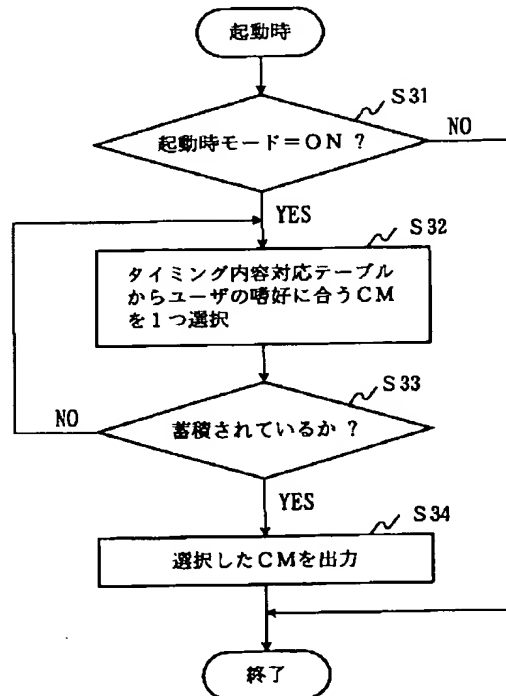 起動時
S31
起動時モード=ON ?
NO
YES
S32
タイミング内容対応テーブル
からユーザの嗜好に合うCM
を1つ選択
S33
NO
蓄積されているか ?
YES
S34
選択したCMを出力
終了